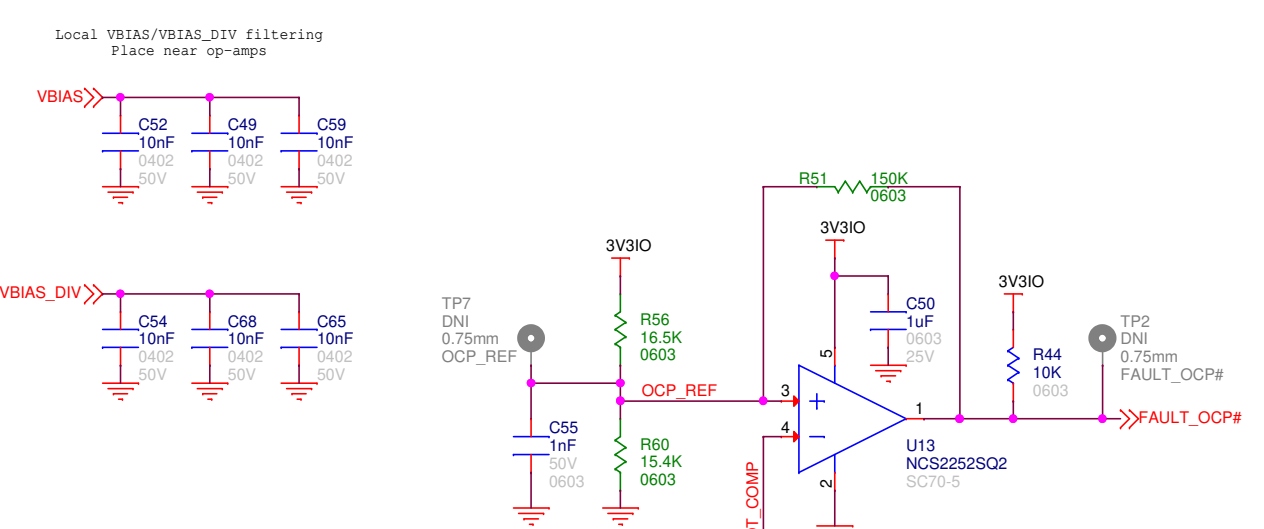 Local VBIAS/VBIAS_DIV filtering
Place near op-amps
VBIAS
C52
10nF
0402
50V
C49
10nF
0402
50V
C59
10nF
0402
50V
VBIAS_DIV
C54
10nF
0402
50V
C68
10nF
0402
50V
C65
10nF
0402
50V
TP7
DNI
0.75mm
OCP_REF
3V3IO
R56
16.5K
0603
OCP_REF
C55
1nF
50V
0603
R60
15.4K
0603
R51
150K
0603
3V3IO
C50
1uF
0603
25V
5
3
+
4
−
1
2
U13
NCS2252SQ2
SC70-5
3V3IO
R44
10K
0603
TP2
DNI
0.75mm
FAULT_OCP#
FAULT_OCP#